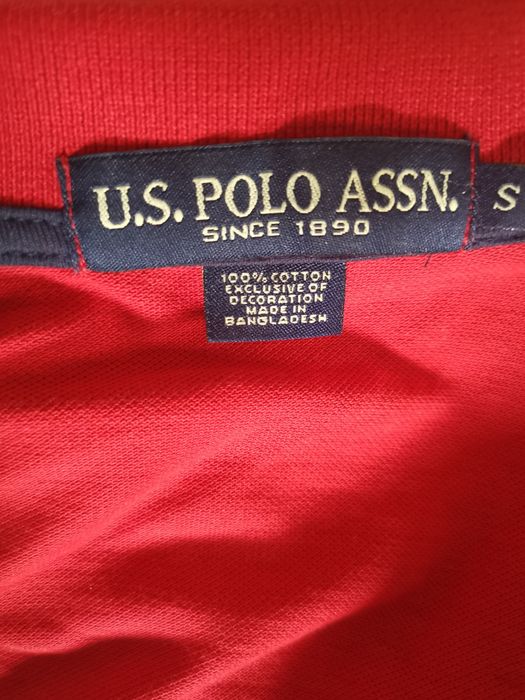 U.S. POLO ASSN.
SINCE 1890
S
100% COTTON
EXCLUSIVE OF
DECORATION
MADE IN
BANGLADESH